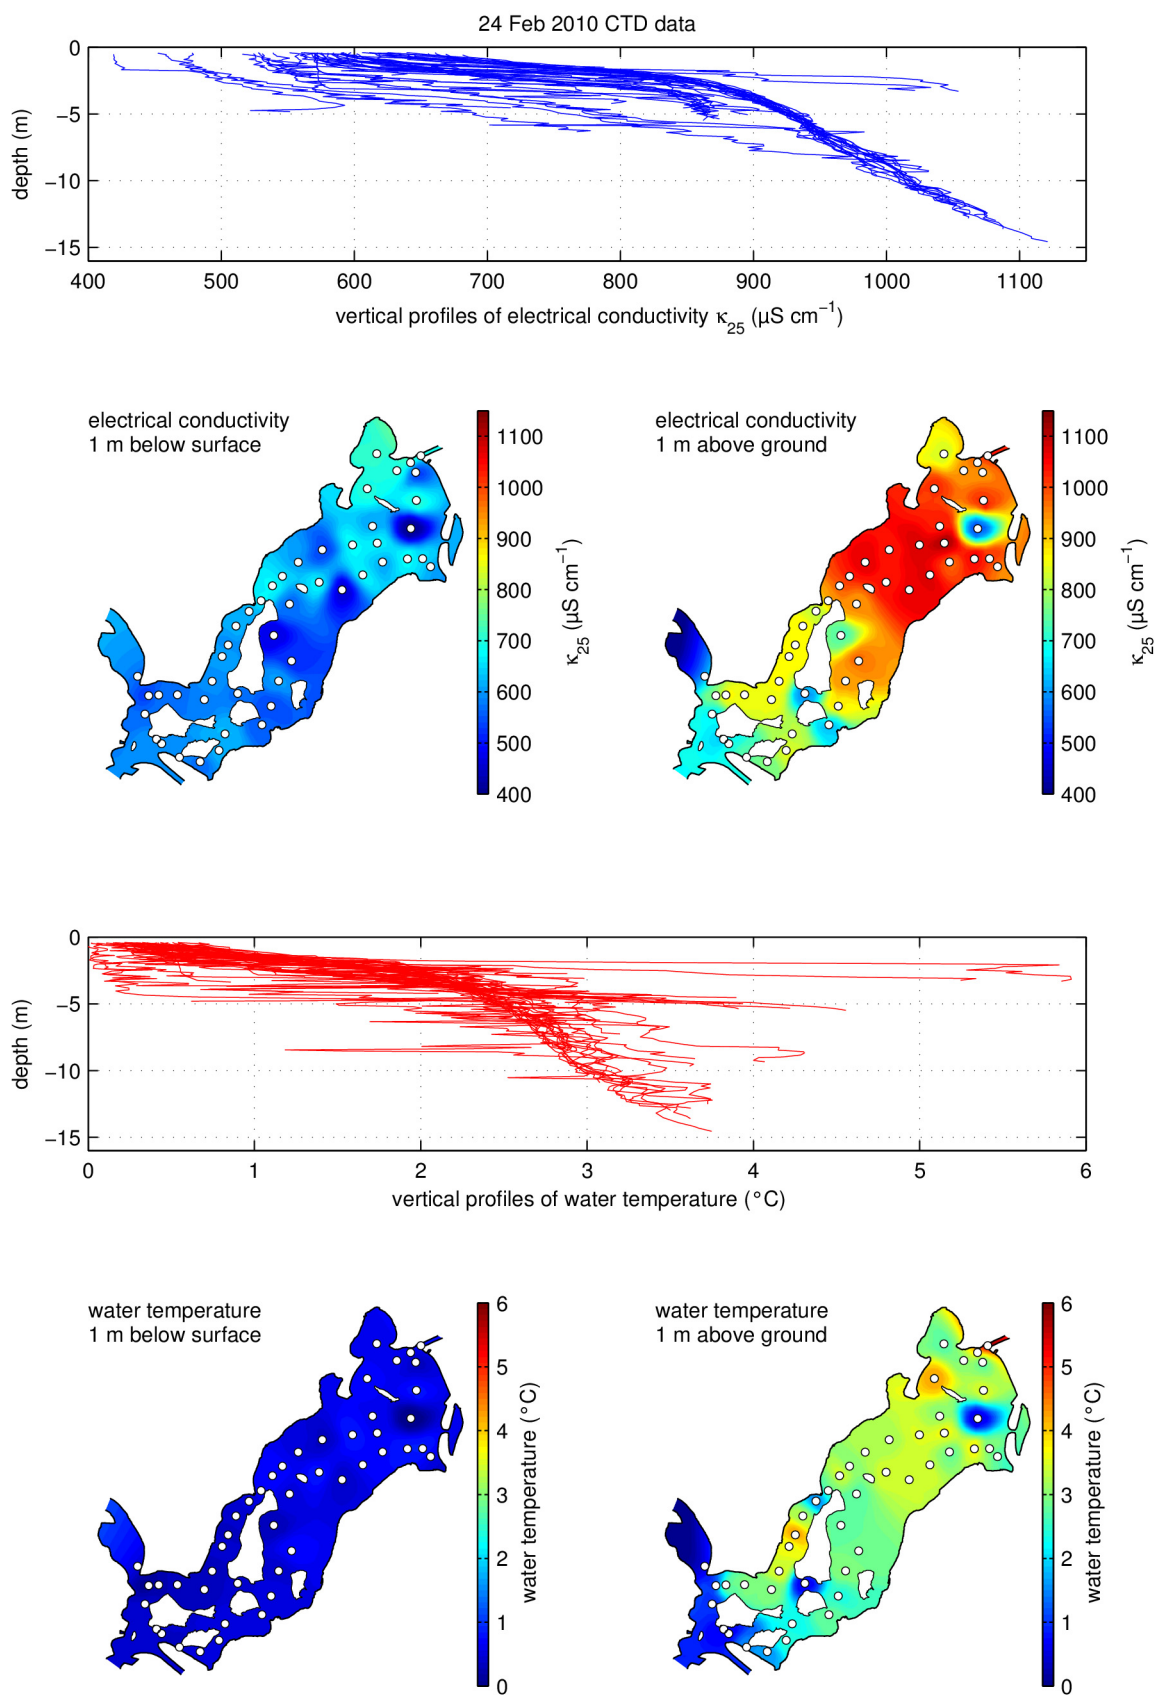 24 Feb 2010 CTD data
0
−5
−10
−15
depth (m)
400 500 600 700 800 900 1000 1100
vertical profiles of electrical conductivity κ25 (µS cm−1)
electrical conductivity
1 m below surface
1100
1000
900
800
700
600
500
400
κ25 (µS cm−1)
electrical conductivity
1 m above ground
1100
1000
900
800
700
600
500
400
κ25 (µS cm−1)
0
−5
−10
−15
depth (m)
0 1 2 3 4 5 6
vertical profiles of water temperature (°C)
water temperature
1 m below surface
6
5
4
3
2
1
0
water temperature (°C)
water temperature
1 m above ground
6
5
4
3
2
1
0
water temperature (°C)